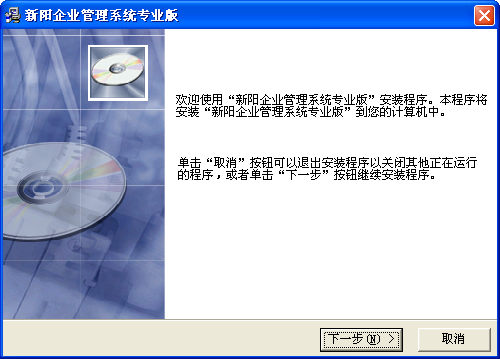 新阳企业管理系统专业版
欢迎使用“新阳企业管理系统专业版”安装程序。本程序将
安装“新阳企业管理系统专业版”到您的计算机中。
单击“取消”按钮可以退出安装程序以关闭其他正在运行
的程序，或者单击“下一步”按钮继续安装程序。
下一步(N) >
取消